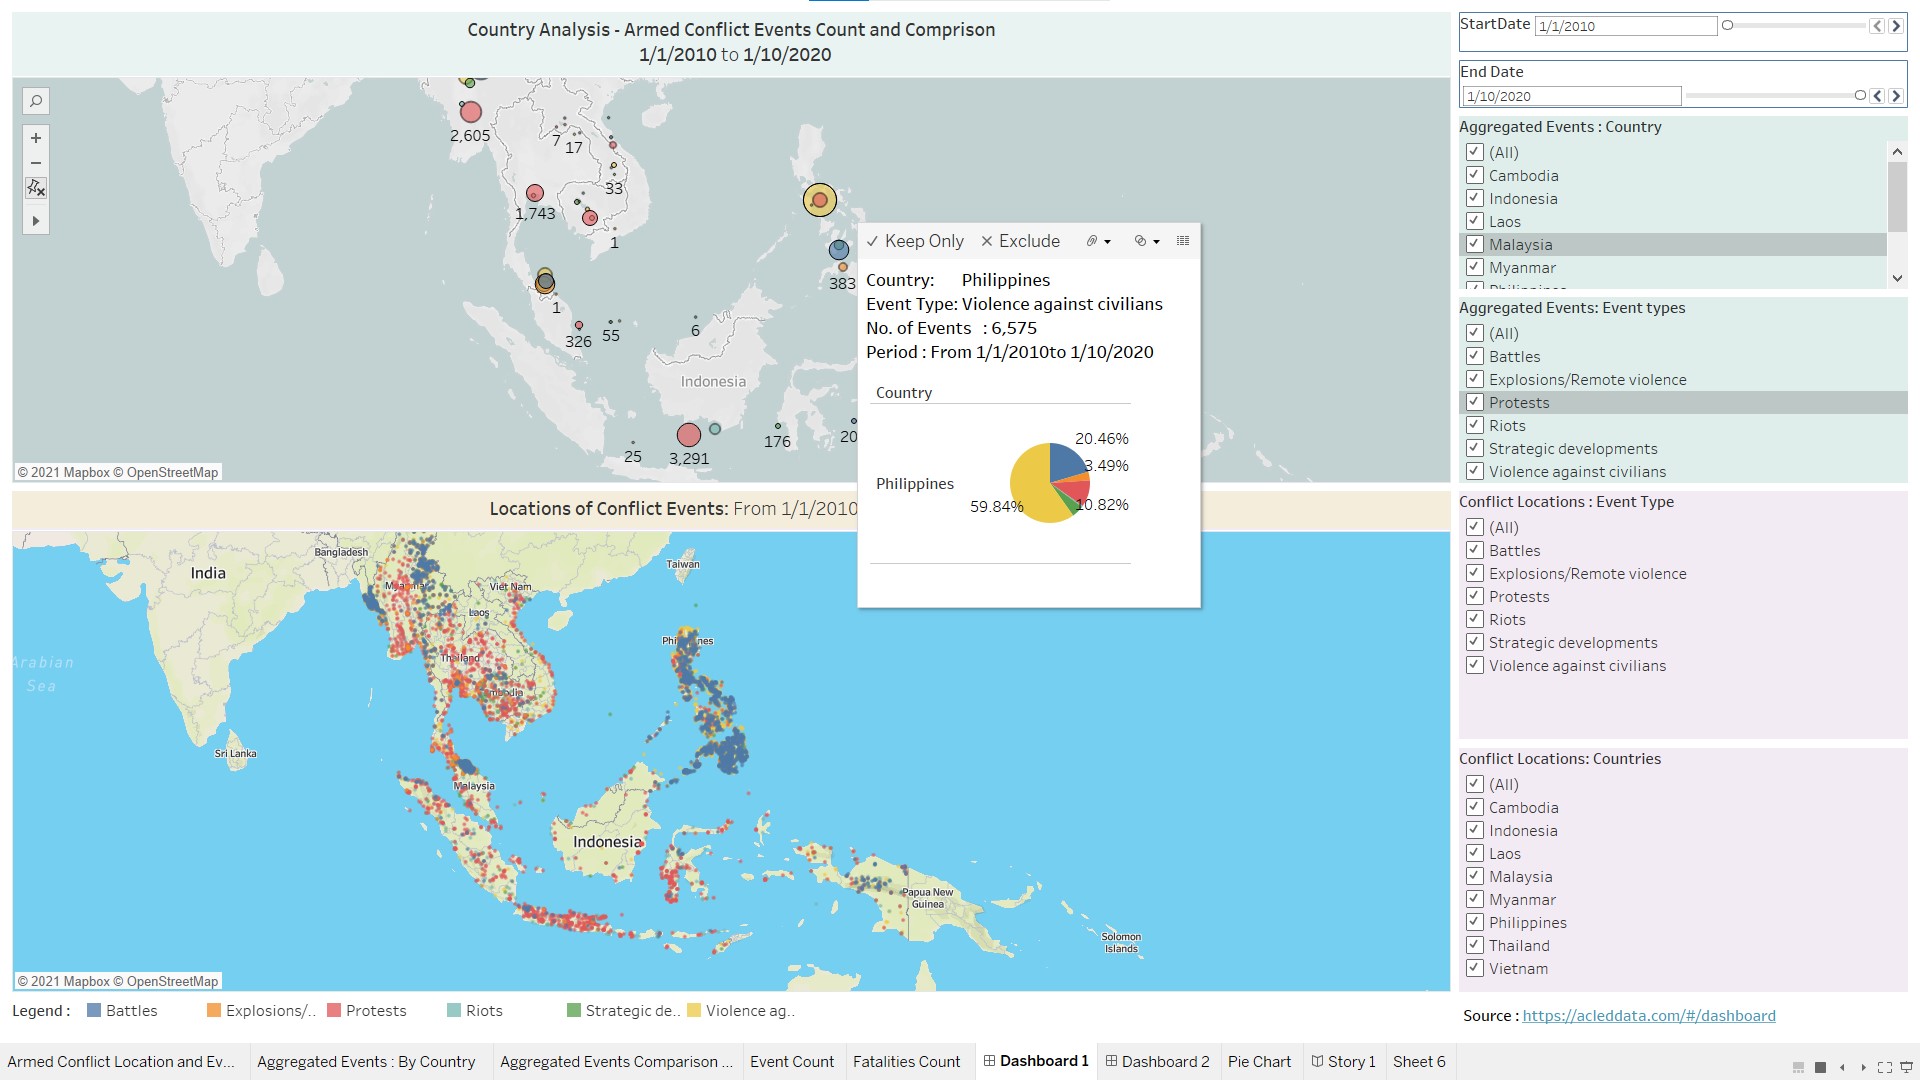 Country Analysis - Armed Conflict Events Count and Comprison
1/1/2010 to 1/10/2020
2,605
7
17
33
1,743
1
383
1
326
55
6
Indonesia
25
3,291
176
20
© 2021 Mapbox © OpenStreetMap
Keep Only
Exclude
Country: Philippines
Event Type: Violence against civilians
No. of Events : 6,575
Period : From 1/1/2010to 1/10/2020
Country
Philippines
20.46%
3.49%
10.82%
59.84%
Locations of Conflict Events: From 1/1/2010
Bangladesh
India
Taiwan
Viet Nam
Laos
Thailand
Arabian
Sea
Sri Lanka
Malaysia
Indonesia
Papua New
Guinea
Solomon
Islands
© 2021 Mapbox © OpenStreetMap
Legend :
Battles
Explosions/..
Protests
Riots
Strategic de..
Violence ag..
StartDate 1/1/2010
End Date
1/10/2020
Aggregated Events : Country
(All)
Cambodia
Indonesia
Laos
Malaysia
Myanmar
Aggregated Events: Event types
(All)
Battles
Explosions/Remote violence
Protests
Riots
Strategic developments
Violence against civilians
Conflict Locations : Event Type
(All)
Battles
Explosions/Remote violence
Protests
Riots
Strategic developments
Violence against civilians
Conflict Locations: Countries
(All)
Cambodia
Indonesia
Laos
Malaysia
Myanmar
Philippines
Thailand
Vietnam
Source : https://acleddata.com/#/dashboard
Armed Conflict Location and Ev...
Aggregated Events : By Country
Aggregated Events Comparison ...
Event Count
Fatalities Count
Dashboard 1
Dashboard 2
Pie Chart
Story 1
Sheet 6